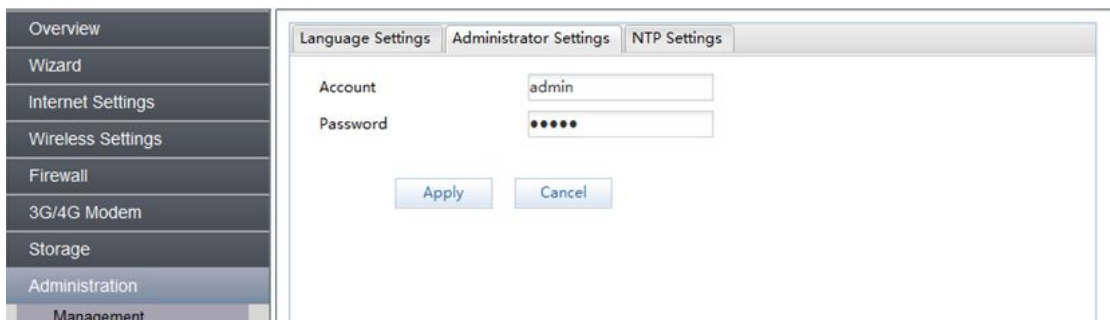 Overview
Wizard
Internet Settings
Wireless Settings
Firewall
3G/4G Modem
Storage
Administration
Management
Language Settings Administrator Settings NTP Settings
Account admin
Password •••••
Apply Cancel